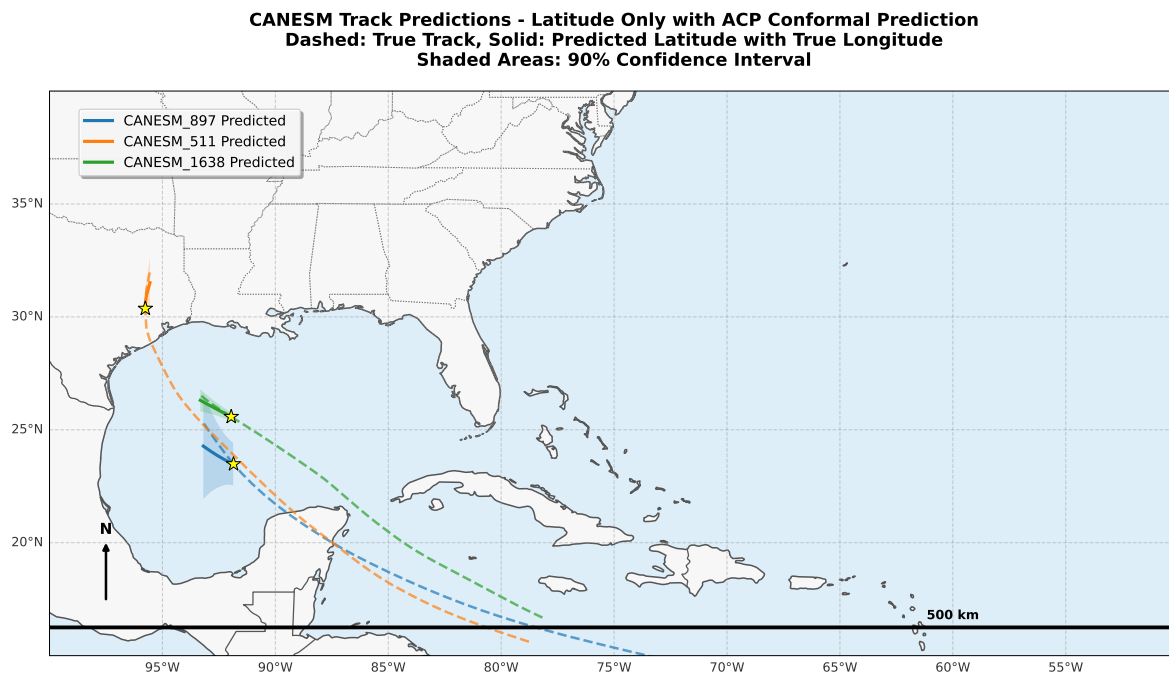 CANESM Track Predictions - Latitude Only with ACP Conformal Prediction
Dashed: True Track, Solid: Predicted Latitude with True Longitude
Shaded Areas: 90% Confidence Interval
CANESM_897 Predicted
CANESM_511 Predicted
CANESM_1638 Predicted
35°N
30°N
25°N
20°N
N
500 km
95°W 90°W 85°W 80°W 75°W 70°W 65°W 60°W 55°W